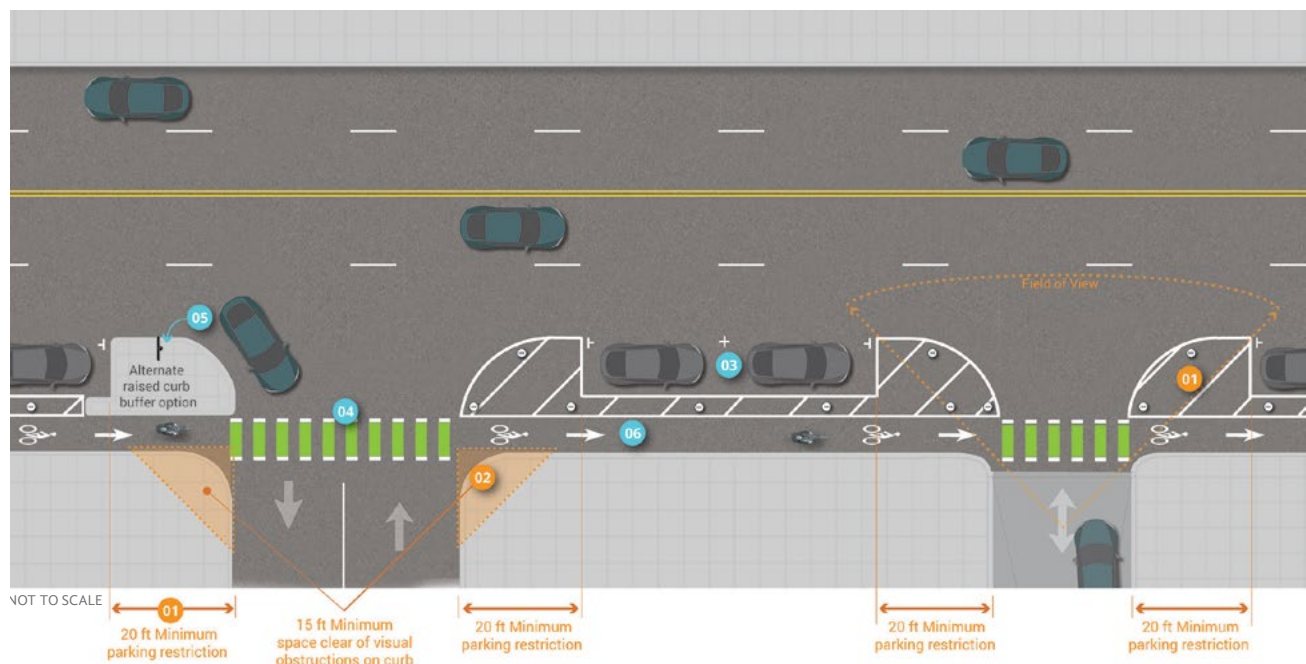 Field of View
05
Alternate
raised curb
buffer option
03
01
04
06
02
NOT TO SCALE
01
20 ft Minimum
parking restriction
15 ft Minimum
space clear of visual
obstructions on curb
20 ft Minimum
parking restriction
20 ft Minimum
parking restriction
20 ft Minimum
parking restriction